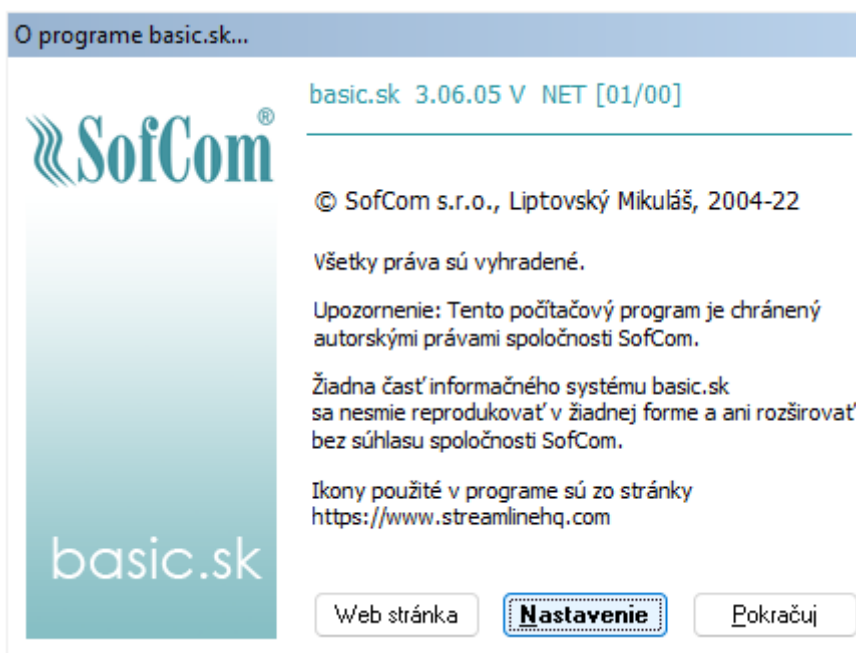 O programe basic.sk...
SofCom®
basic.sk 3.06.05 V NET [01/00]
© SofCom s.r.o., Liptovský Mikuláš, 2004-22
Všetky práva sú vyhradené.
Upozornenie: Tento počítačový program je chránený
autorskými právami spoločnosti SofCom.
Žiadna časť informačného systému basic.sk
sa nesmie reprodukovať v žiadnej forme a ani rozširovať
bez súhlasu spoločnosti SofCom.
Ikony použité v programe sú zo stránky
https://www.streamlinehq.com
basic.sk
Web stránka Nastavenie Pokračuj